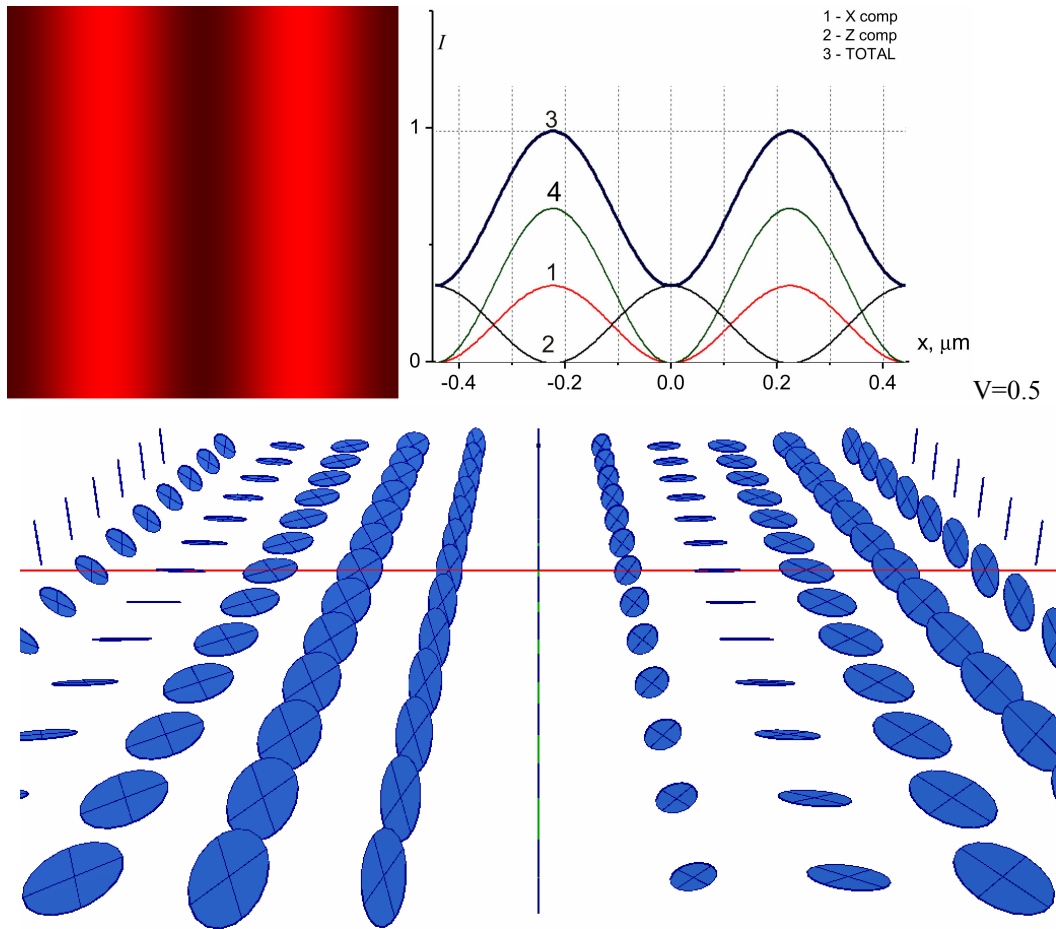 I
1 - X comp
2 - Z comp
3 - TOTAL
1
3
4
1
2
0
x, μm
-0.4
-0.2
0.0
0.2
0.4
V=0.5